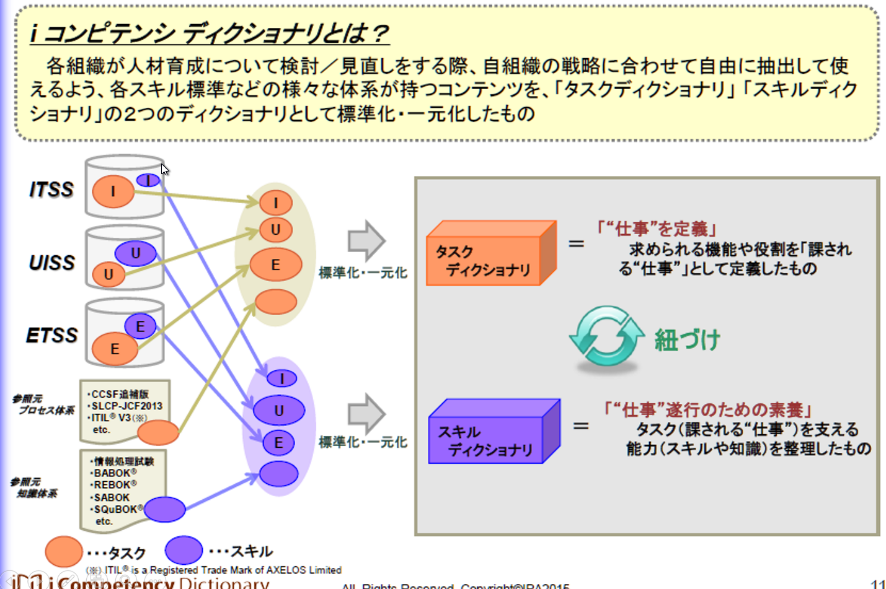 i コンピテンシ ディクショナリとは？
各組織が人材育成について検討／見直しをする際、自組織の戦略に合わせて自由に抽出して使
えるよう、各スキル標準などの様々な体系が持つコンテンツを、「タスクディクショナリ」「スキルディク
ショナリ」の２つのディクショナリとして標準化・一元化したもの
ITSS
I
I
UISS
U
U
ETSS
E
E
参照元
プロセス体系
・CCSF追補版
・SLCP-JCF2013
・ITIL® V3（※）
etc.
参照元
知識体系
・情報処理試験
・BABOK®
・REBOK®
・SABOK
・SQuBOK®
etc.
I
U
E
I
U
E
標準化・一元化
標準化・一元化
タスク
ディクショナリ
＝
「“仕事”を定義」
求められる機能や役割を「課され
る“仕事”」として定義したもの
紐づけ
スキル
ディクショナリ
＝
「“仕事”遂行のための素養」
タスク（課される“仕事”）を支える
能力（スキルや知識）を整理したもの
・・・タスク
・・・スキル
（※） ITIL® is a Registered Trade Mark of AXELOS Limited
i Competency Dictionary
All Rights Reserved, Copyright©IPA2015
11